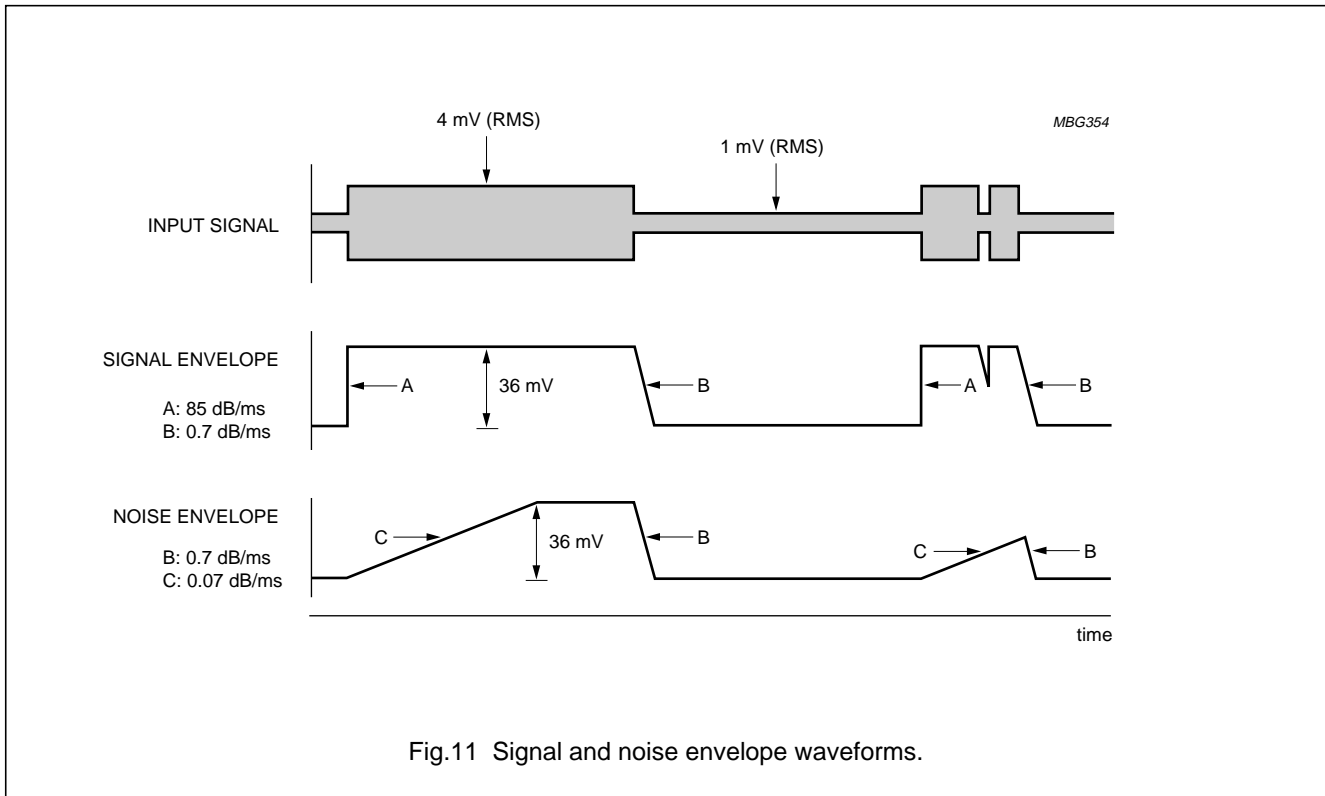 4 mV (RMS)
MBG354
1 mV (RMS)
INPUT SIGNAL
SIGNAL ENVELOPE
A
36 mV
B
A
B
A: 85 dB/ms
B: 0.7 dB/ms
NOISE ENVELOPE
C
36 mV
B
C
B
B: 0.7 dB/ms
C: 0.07 dB/ms
time
Fig.11 Signal and noise envelope waveforms.